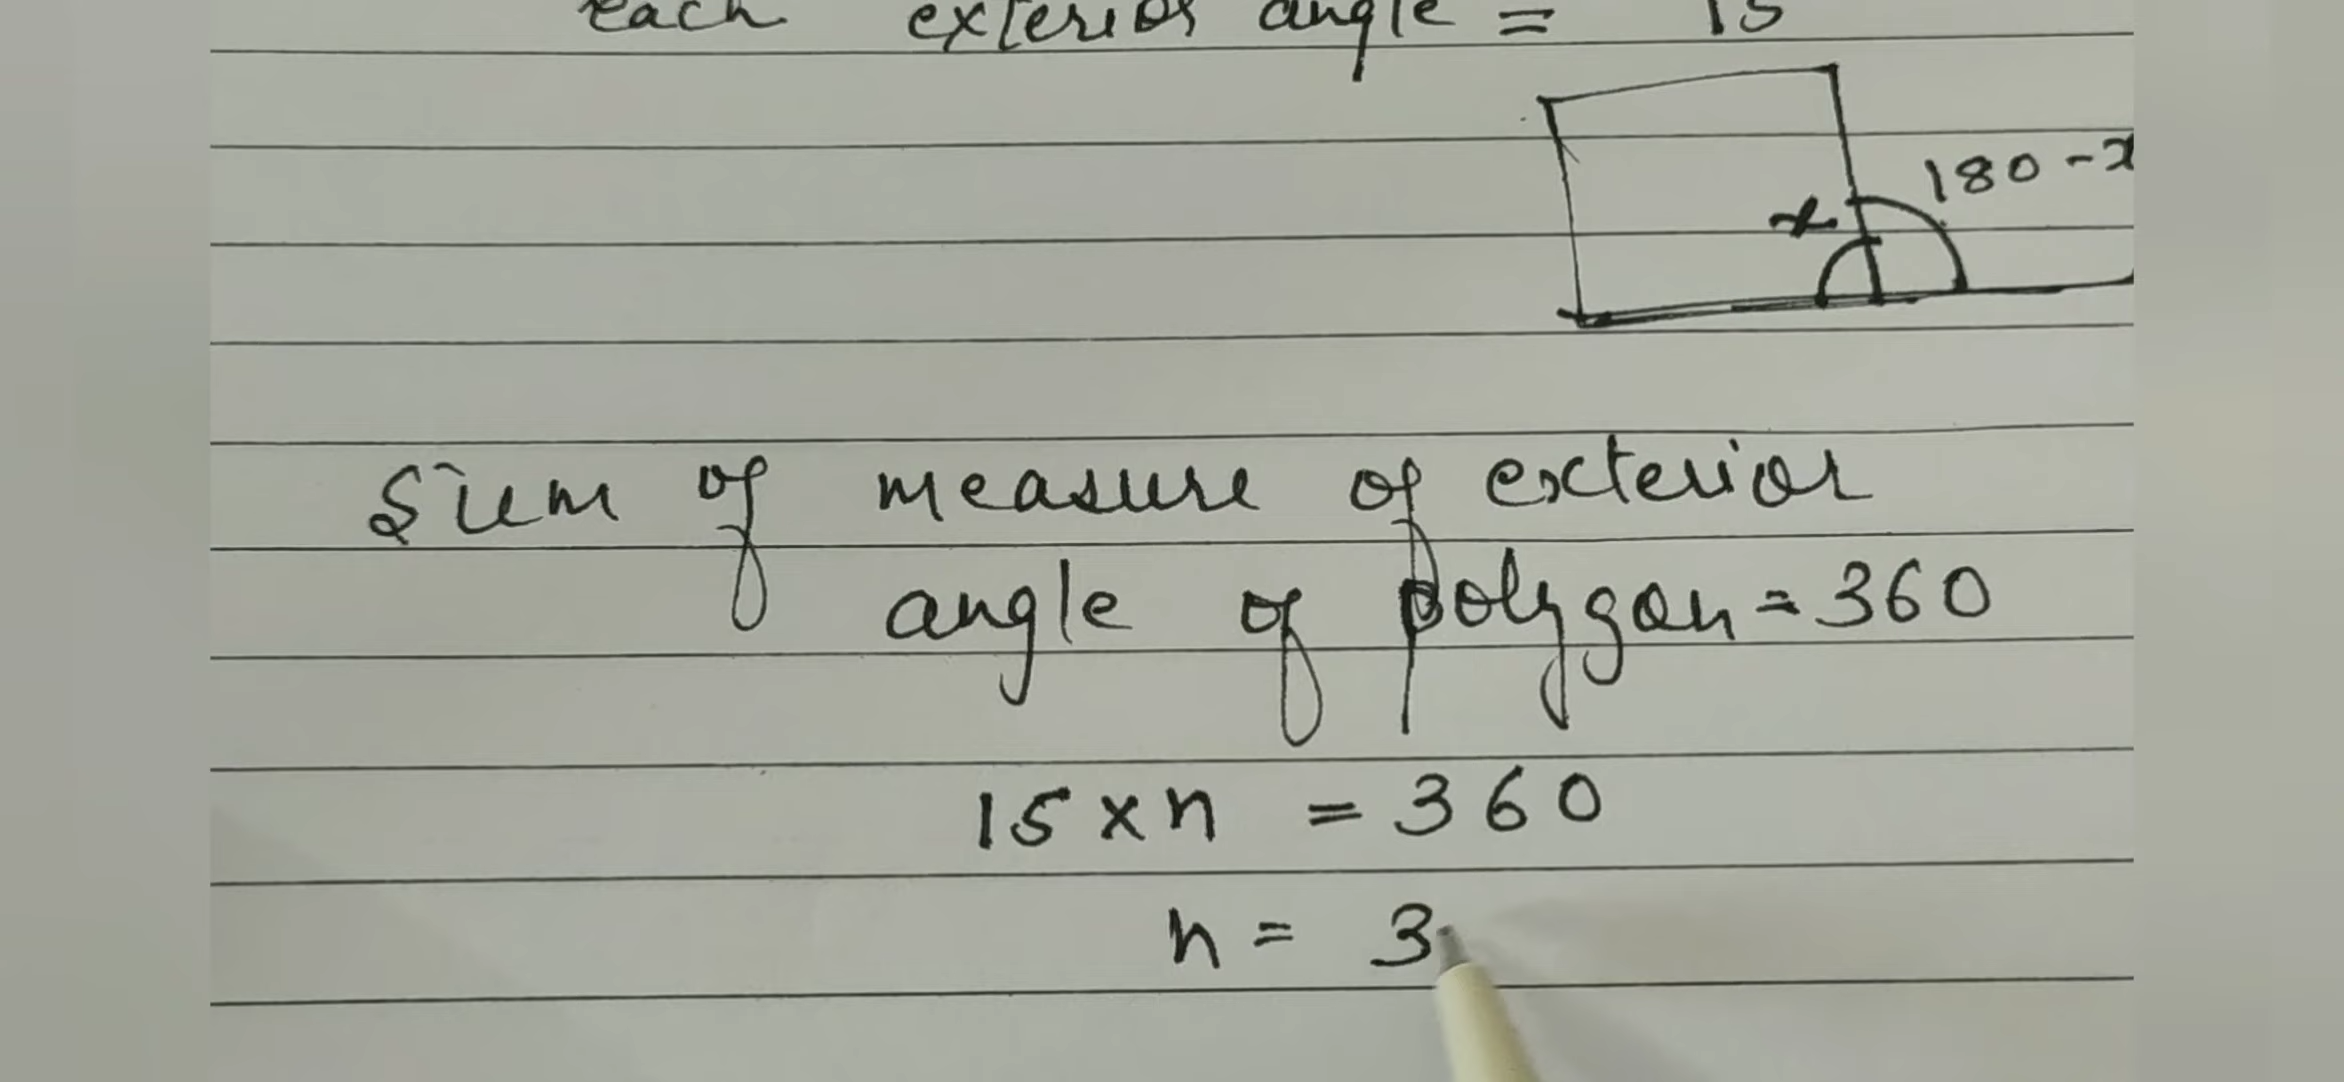 each exterior angle = 15
180-x
x
Sum of measure of exterior
angle of polygon = 360
15 x n = 360
n = 3